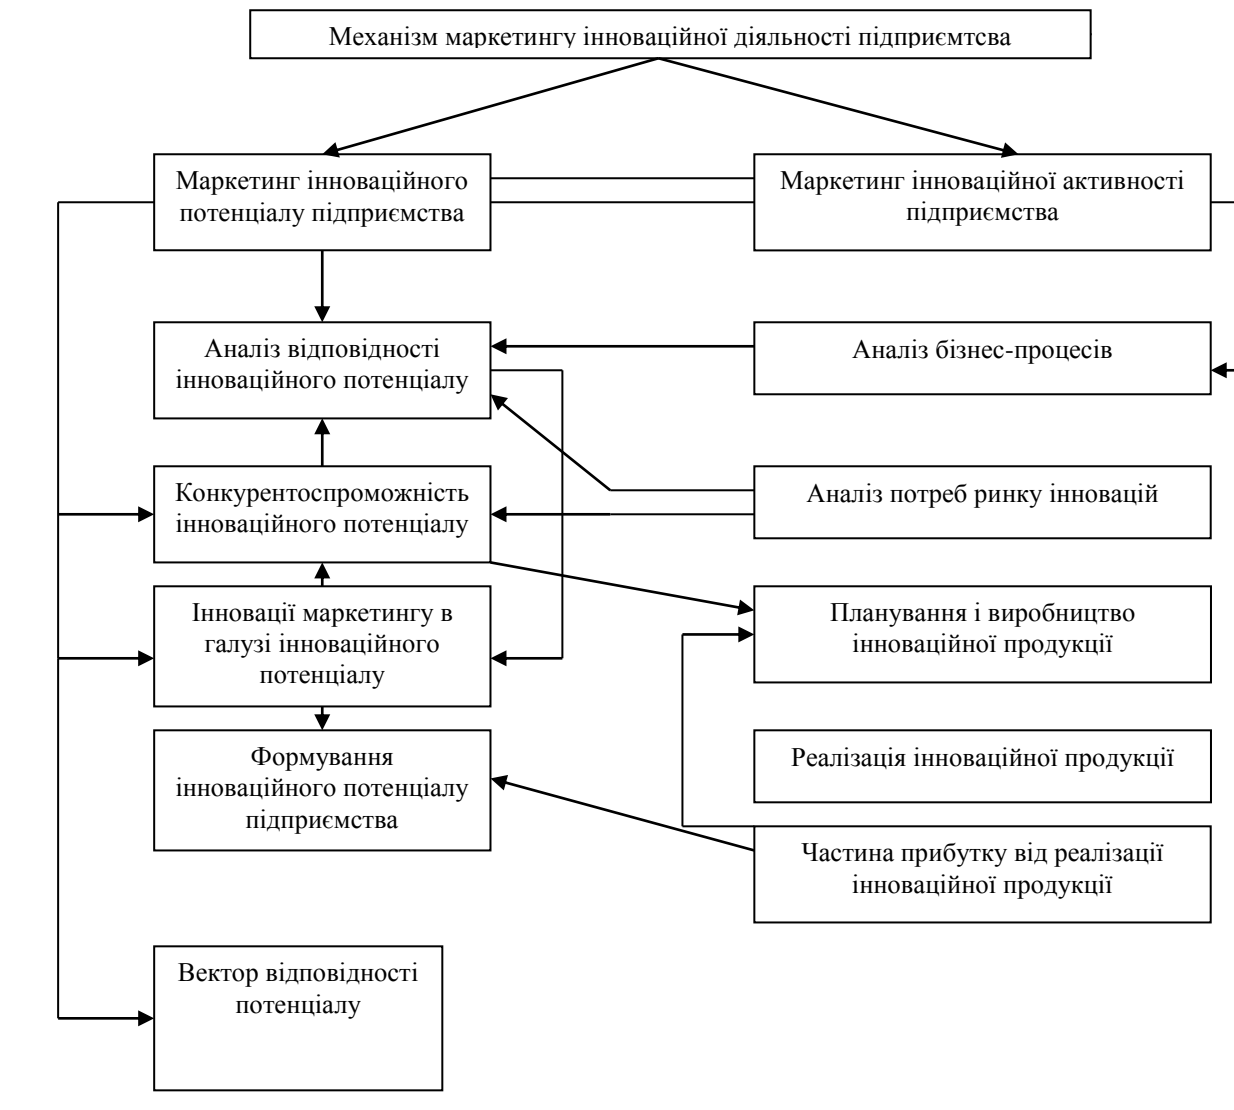 Механізм маркетингу інноваційної діяльності підприємтсва
Маркетинг інноваційного
потенціалу підприємства
Маркетинг інноваційної активності
підприємства
Аналіз відповідності
інноваційного потенціалу
Аналіз бізнес-процесів
Конкурентоспроможність
інноваційного потенціалу
Аналіз потреб ринку інновацій
Інновації маркетингу в
галузі інноваційного
потенціалу
Планування і виробництво
інноваційної продукції
Формування
інноваційного потенціалу
підприємства
Реалізація інноваційної продукції
Частина прибутку від реалізації
інноваційної продукції
Вектор відповідності
потенціалу